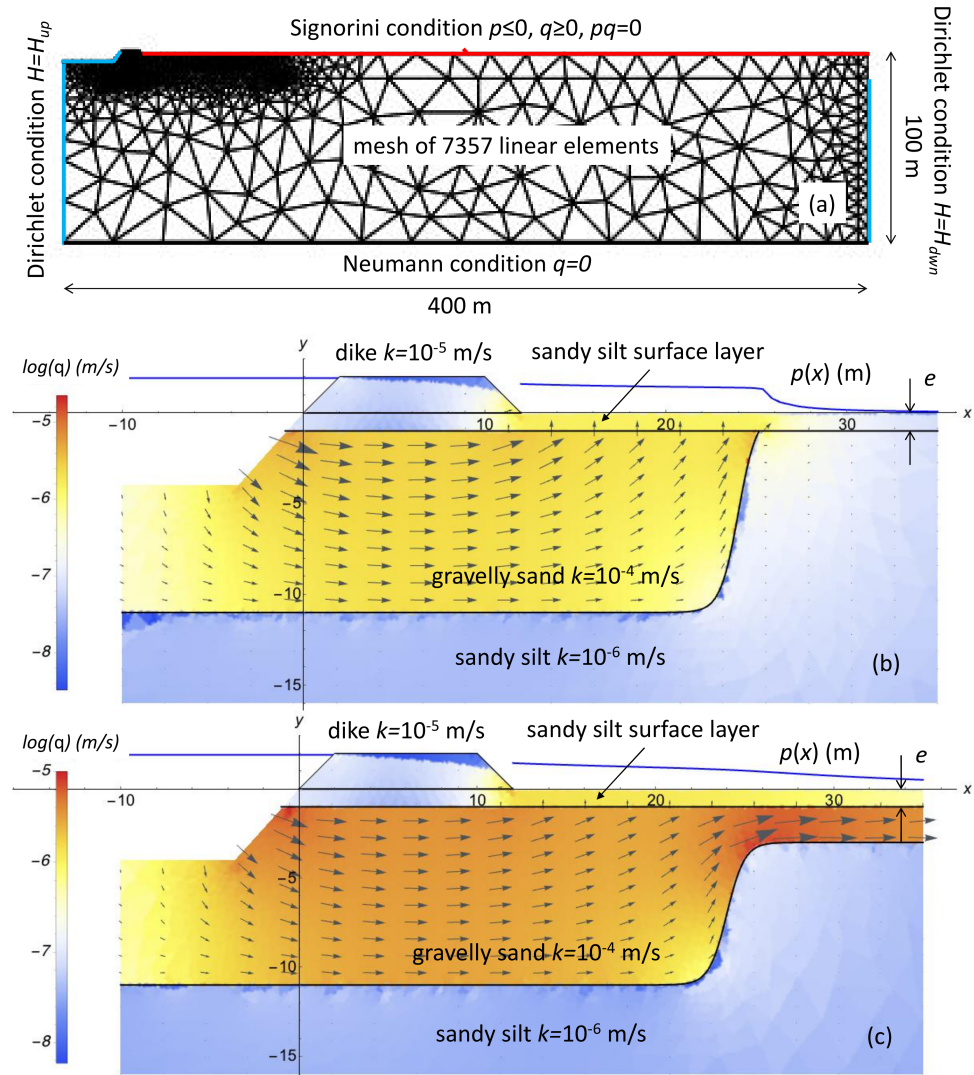 Signorini condition p≤0, q≥0, pq=0
Dirichlet condition H=Hup
mesh of 7357 linear elements
(a)
100 m
Dirichlet condition H=Hdwn
Neumann condition q=0
400 m
log(q) (m/s)
y
dike k=10-5 m/s
sandy silt surface layer
p(x) (m)
e
x
−5
−6
−7
−8
−10
10
20
30
−5
−10
−15
gravelly sand k=10-4 m/s
sandy silt k=10-6 m/s
(b)
log(q) (m/s)
y
dike k=10-5 m/s
sandy silt surface layer
p(x) (m)
e
x
−5
−6
−7
−8
−10
10
20
30
−5
−10
−15
gravelly sand k=10-4 m/s
sandy silt k=10-6 m/s
(c)